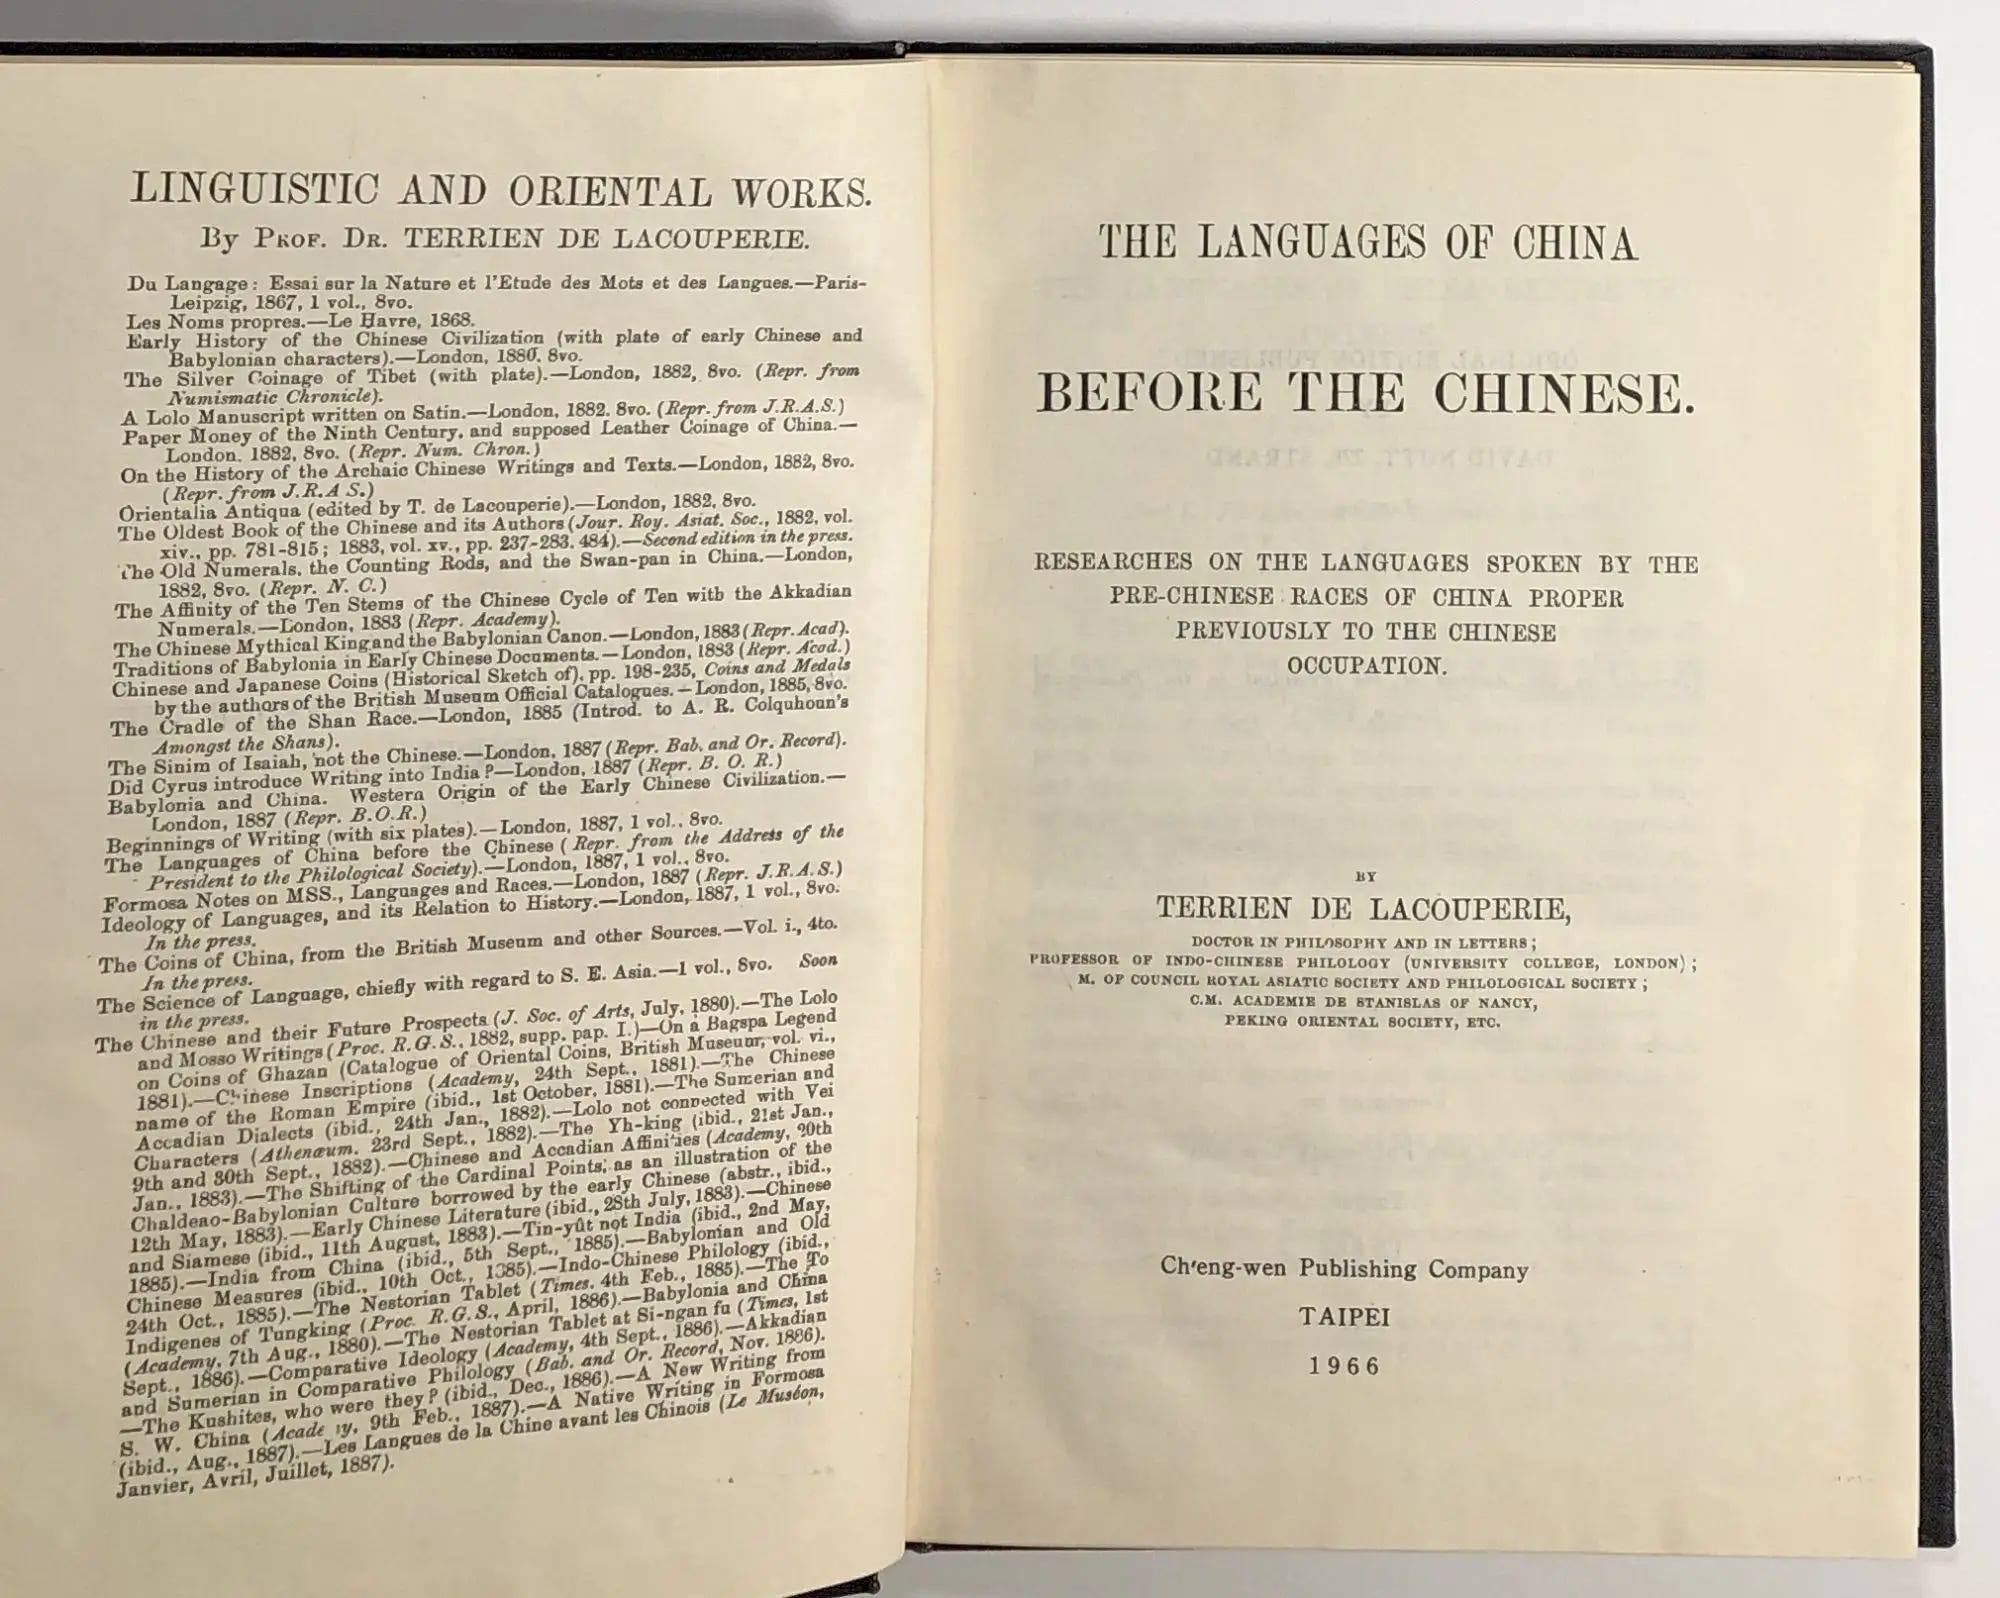 LINGUISTIC AND ORIENTAL WORKS.
By PROF. DR. TERRIEN DE LACOUPERIE.
Du Langage: Essai sur la Nature et l'Etude des Mots et des Langues.—Paris-
Leipzig, 1867, 1 vol., 8vo.
Les Noms propres.—Le Havre, 1868.
Early History of the Chinese Civilization (with plate of early Chinese and
Babylonian characters).—London, 1880. 8vo.
The Silver Coinage of Tibet (with plate).—London, 1882, 8vo. (Repr. from
Numismatic Chronicle).
A Lolo Manuscript written on Satin.—London, 1882. 8vo. (Repr. from J.R.A.S.)
Paper Money of the Ninth Century, and supposed Leather Coinage of China.—
London. 1882, 8vo. (Repr. Num. Chron.)
On the History of the Archaic Chinese Writings and Texts.—London, 1882, 8vo.
(Repr. from J.R.A S.)
Orientalia Antiqua (edited by T. de Lacouperie).—London, 1882, 8vo.
The Oldest Book of the Chinese and its Authors (Jour. Roy. Asiat. Soc., 1882, vol.
xiv., pp. 781-815; 1883, vol. xv., pp. 237-283. 484).—Second edition in the press.
The Old Numerals, the Counting Rods, and the Swan-pan in China.—London,
1882, 8vo. (Repr. N. C.)
The Affinity of the Ten Stems of the Chinese Cycle of Ten with the Akkadian
Numerals.—London, 1883 (Repr. Academy).
The Chinese Mythical King and the Babylonian Canon.—London, 1883 (Repr. Acad).
Traditions of Babylonia in Early Chinese Documents.—London, 1883 (Repr. Acad.)
Chinese and Japanese Coins (Historical Sketch of), pp. 198-235, Coins and Medals
by the authors of the British Museum Official Catalogues.—London, 1885, 8vo.
The Cradle of the Shan Race.—London, 1885 (Introd. to A. R. Colquhoun's
Amongst the Shans).
The Sinim of Isaiah, not the Chinese.—London, 1887 (Repr. Bab. and Or. Record).
Did Cyrus introduce Writing into India?—London, 1887 (Repr. B. O. R.)
Babylonia and China. Western Origin of the Early Chinese Civilization.—
London, 1887 (Repr. B.O.R.)
Beginnings of Writing (with six plates).—London, 1887, 1 vol., 8vo.
The Languages of China before the Chinese (Repr. from the Address of the
President to the Philological Society).—London, 1887, 1 vol., 8vo.
Formosa Notes on MSS., Languages and Races.—London, 1887 (Repr. J.R.A.S.)
Ideology of Languages, and its Relation to History.—London, 1887, 1 vol., 8vo.
In the press.
The Coins of China, from the British Museum and other Sources.—Vol. i., 4to.
In the press.
The Science of Language, chiefly with regard to S. E. Asia.—1 vol., 8vo. Soon
in the press.
The Chinese and their Future Prospects (J. Soc. of Arts, July, 1880).—The Lolo
and Mosso Writings (Proc. R.G.S., 1882, supp. pap. I.)—On a Bagspa Legend
on Coins of Ghazan (Catalogue of Oriental Coins, British Museum, vol. vi.,
1881).—Chinese Inscriptions (Academy, 24th Sept., 1881).—The Chinese
name of the Roman Empire (ibid., 1st October, 1881).—The Sumerian and
Accadian Dialects (ibid., 24th Jan., 1882).—Lolo not connected with Vei
Characters (Athenæum. 23rd Sept., 1882).—The Yh-king (ibid., 21st Jan.,
9th and 30th Sept., 1882).—Chinese and Accadian Affinities (Academy, 20th
Jan., 1883).—The Shifting of the Cardinal Points, as an illustration of the
Chaldeao-Babylonian Culture borrowed by the early Chinese (abstr., ibid.,
12th May, 1883).—Early Chinese Literature (ibid., 28th July, 1883).—Chinese
and Siamese (ibid., 11th August, 1883).—Tin-yût not India (ibid., 2nd May,
1885).—India from China (ibid., 5th Sept., 1885).—Babylonian and Old
Chinese Measures (ibid., 10th Oct., 1885).—Indo-Chinese Philology (ibid.,
24th Oct., 1885).—The Nestorian Tablet (Times. 4th Feb., 1885).—The To
Indigenes of Tungking (Proc. R.G.S., April, 1886).—Babylonia and China
(Academy, 7th Aug., 1880).—The Nestorian Tablet at Si-ngan fu (Times, 1st
Sept., 1886).—Comparative Ideology (Academy, 4th Sept., 1886).—Akkadian
and Sumerian in Comparative Philology (Bab. and Or. Record, Nov. 1886).
—The Kushites, who were they? (ibid., Dec., 1886).—A New Writing from
S. W. China (Academy, 9th Feb., 1887).—A Native Writing in Formosa
(ibid., Aug., 1887).—Les Langues de la Chine avant les Chinois (Le Muséon,
Janvier, Avril, Juillet, 1887).
THE LANGUAGES OF CHINA
BEFORE THE CHINESE.
RESEARCHES ON THE LANGUAGES SPOKEN BY THE
PRE-CHINESE RACES OF CHINA PROPER
PREVIOUSLY TO THE CHINESE
OCCUPATION.
BY
TERRIEN DE LACOUPERIE,
DOCTOR IN PHILOSOPHY AND IN LETTERS;
PROFESSOR OF INDO-CHINESE PHILOLOGY (UNIVERSITY COLLEGE, LONDON);
M. OF COUNCIL ROYAL ASIATIC SOCIETY AND PHILOLOGICAL SOCIETY;
C.M. ACADEMIE DE STANISLAS OF NANCY,
PEKING ORIENTAL SOCIETY, ETC.
Ch'eng-wen Publishing Company
TAIPEI
1966